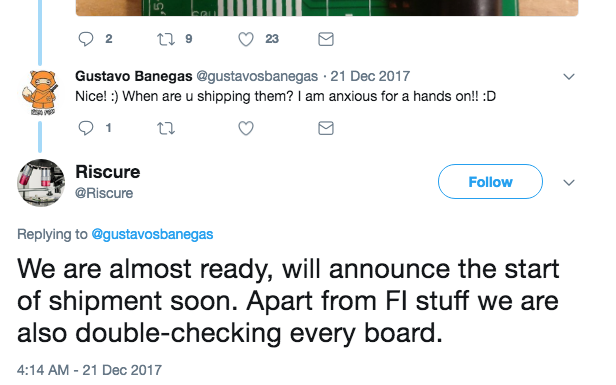 2 9 23
Gustavo Banegas @gustavosbanegas · 21 Dec 2017
Nice! :) When are u shipping them? I am anxious for a hands on!! :D
1
Riscure
@Riscure
Follow
Replying to @gustavosbanegas
We are almost ready, will announce the start
of shipment soon. Apart from FI stuff we are
also double-checking every board.
4:14 AM - 21 Dec 2017